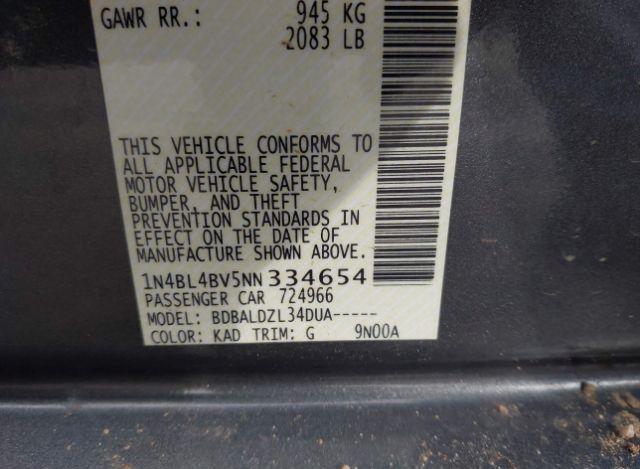 GAWR RR.: 945 KG
2083 LB
THIS VEHICLE CONFORMS TO
ALL APPLICABLE FEDERAL
MOTOR VEHICLE SAFETY,
BUMPER, AND THEFT
PREVENTION STANDARDS IN
EFFECT ON THE DATE OF
MANUFACTURE SHOWN ABOVE.
1N4BL4BV5NN334654
PASSENGER CAR 724966
MODEL: BDBALDZL34DUA-----
COLOR: KAD TRIM: G 9N00A